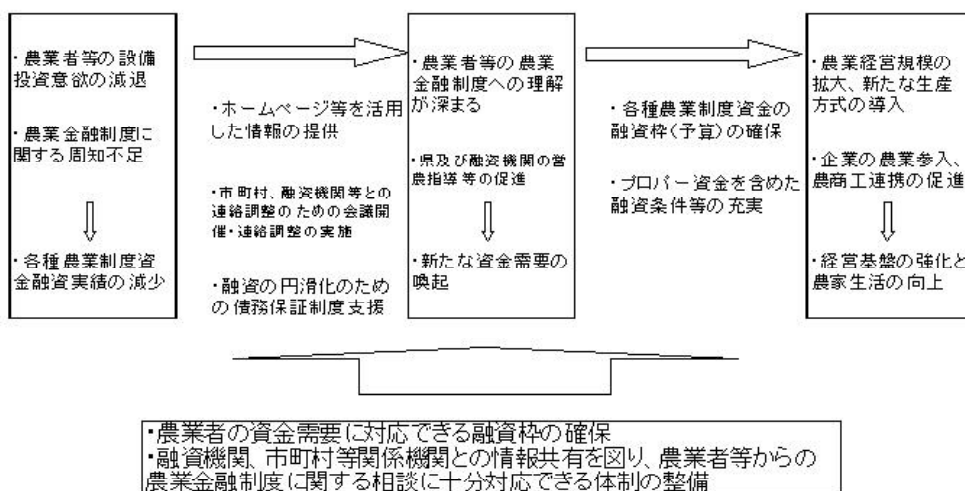 ・農業者等の設備
投資意欲の減退
・農業金融制度に
関する周知不足
・各種農業制度資
金融資実績の減少
・ホームページ等を活用
した情報の提供
・市町村、融資機関等との
連絡調整のための会議開
催・連絡調整の実施
・融資の円滑化のため
の債務保証制度支援
・農業者等の農業
金融制度への理解
が深まる
・県及び融資機関の営
農指導等の促進
・新たな資金需要の
喚起
・各種農業制度資金の
融資枠（予算）の確保
・プロパー資金を含めた
融資条件等の充実
・農業経営規模の
拡大、新たな生産
方式の導入
・企業の農業参入、
農商工連携の促進
・経営基盤の強化と
農家生活の向上
・農業者の資金需要に対応できる融資枠の確保
・融資機関、市町村等関係機関との情報共有を図り、農業者等からの
農業金融制度に関する相談に十分対応できる体制の整備